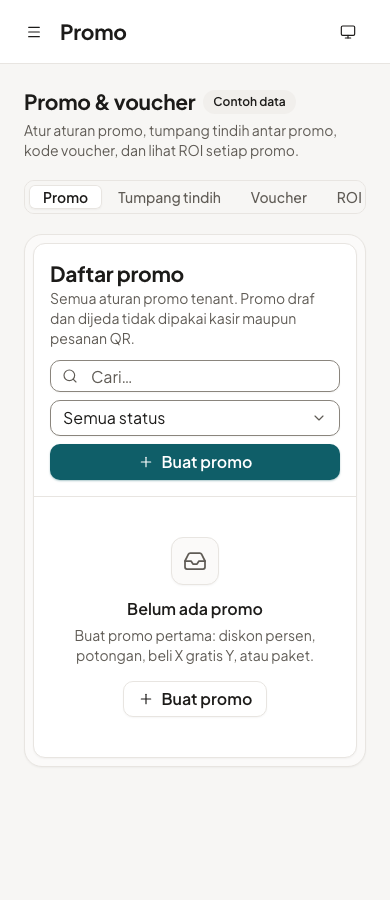 Promo
Promo & voucher
Contoh data
Atur aturan promo, tumpang tindih antar promo,
kode voucher, dan lihat ROI setiap promo.
Promo
Tumpang tindih
Voucher
ROI
Daftar promo
Semua aturan promo tenant. Promo draf
dan dijeda tidak dipakai kasir maupun
pesanan QR.
Cari...
Semua status
Buat promo
Belum ada promo
Buat promo pertama: diskon persen,
potongan, beli X gratis Y, atau paket.
Buat promo